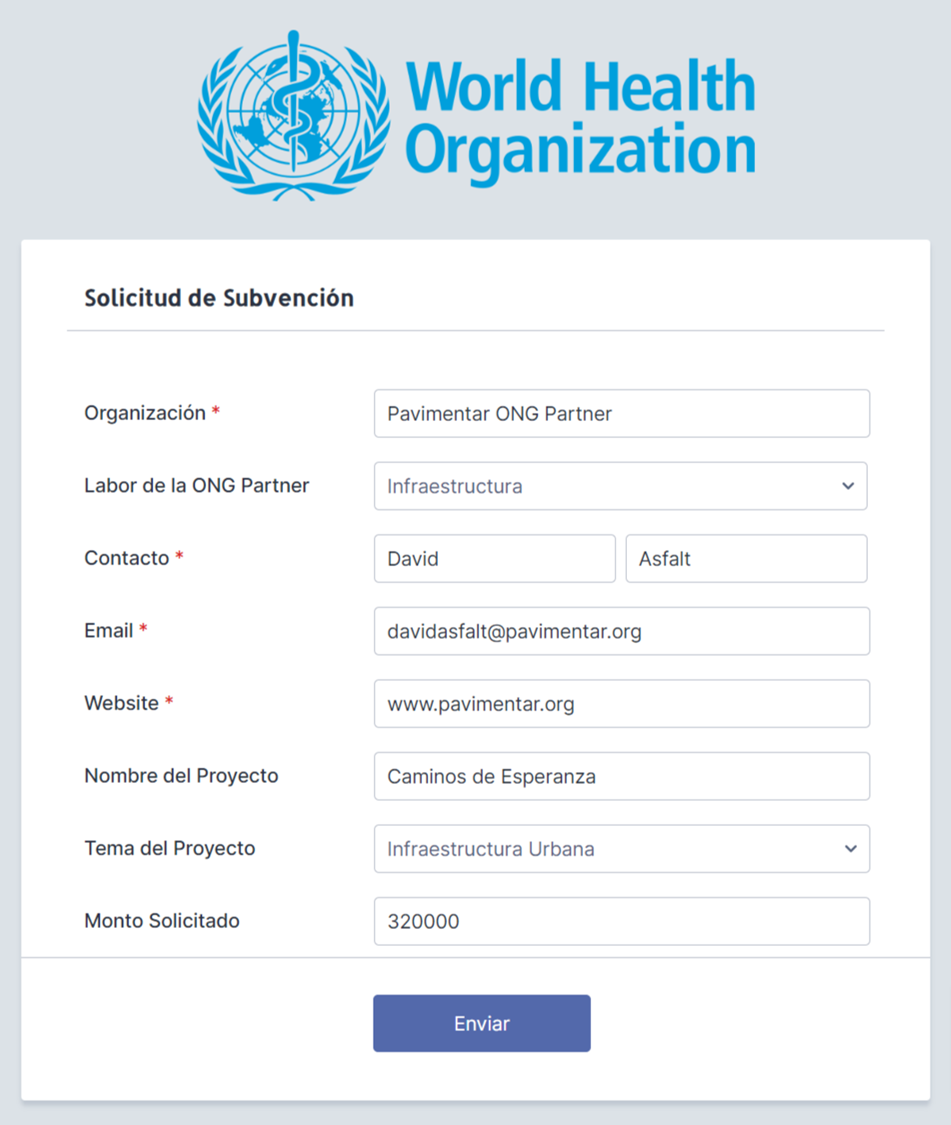 World Health
Organization
Solicitud de Subvención
Organización * Pavimentar ONG Partner
Labor de la ONG Partner Infraestructura
Contacto * David Asfalt
Email * davidasfalt@pavimentar.org
Website * www.pavimentar.org
Nombre del Proyecto Caminos de Esperanza
Tema del Proyecto Infraestructura Urbana
Monto Solicitado 320000
Enviar